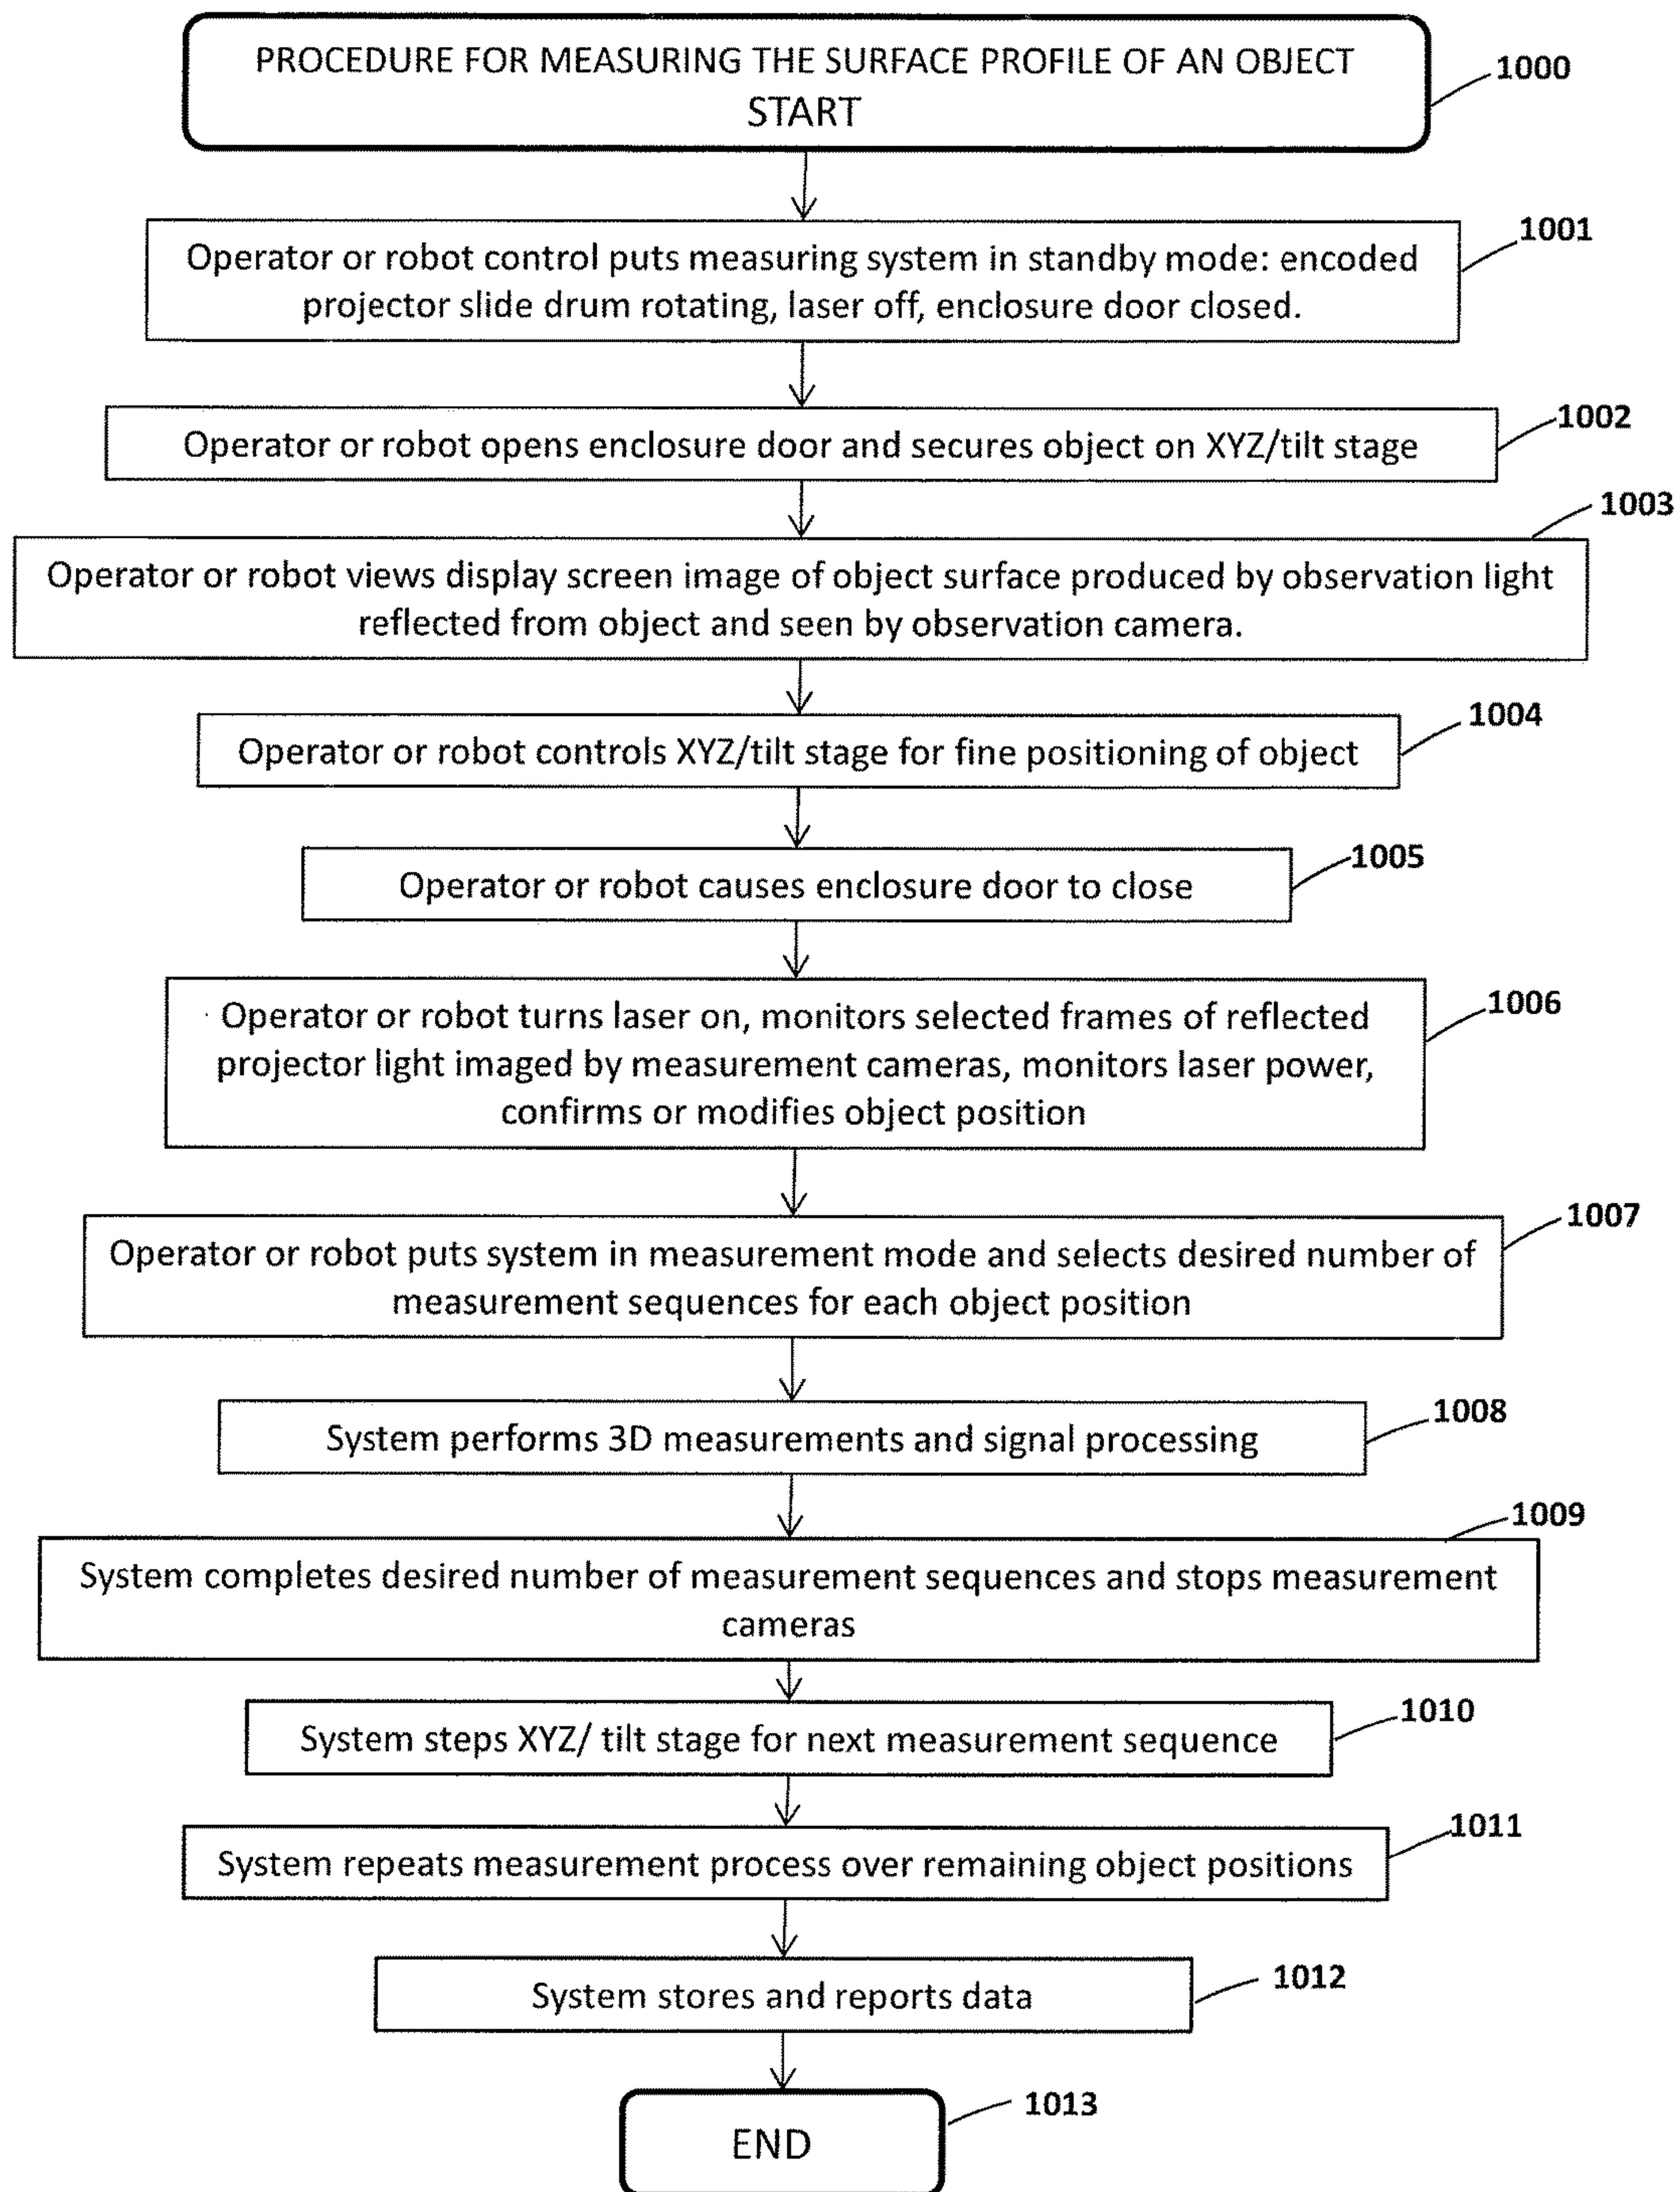 PROCEDURE FOR MEASURING THE SURFACE PROFILE OF AN OBJECT
START
1000
1001
Operator or robot control puts measuring system in standby mode: encoded
projector slide drum rotating, laser off, enclosure door closed.
1002
Operator or robot opens enclosure door and secures object on XYZ/tilt stage
1003
Operator or robot views display screen image of object surface produced by observation light
reflected from object and seen by observation camera.
1004
Operator or robot controls XYZ/tilt stage for fine positioning of object
1005
Operator or robot causes enclosure door to close
1006
Operator or robot turns laser on, monitors selected frames of reflected
projector light imaged by measurement cameras, monitors laser power,
confirms or modifies object position
1007
Operator or robot puts system in measurement mode and selects desired number of
measurement sequences for each object position
1008
System performs 3D measurements and signal processing
1009
System completes desired number of measurement sequences and stops measurement
cameras
1010
System steps XYZ/ tilt stage for next measurement sequence
1011
System repeats measurement process over remaining object positions
1012
System stores and reports data
1013
END